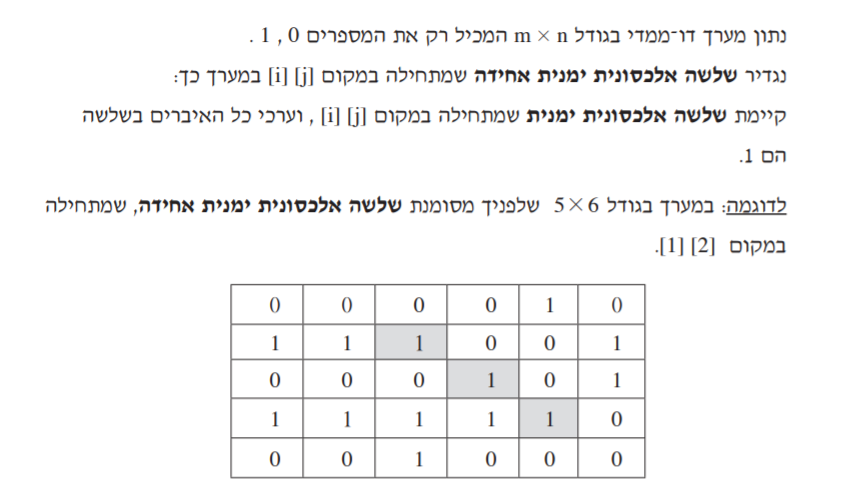 נתון מערך דו־ממדי בגודל m × n המכיל רק את המספרים 0 , 1 .
נגדיר שלשה אלכסונית ימנית אחידה שמתחילה במקום [i] [j] במערך כך:
קיימת שלשה אלכסונית ימנית שמתחילה במקום [i] [j] , וערכי כל האיברים בשלשה
הם 1.
לדוגמה: במערך בגודל 5×6 שלפניך מסומנת שלשה אלכסונית ימנית אחידה, שמתחילה
במקום [1] [2].
0 0 0 0 1 0
1 1 1 0 0 1
0 0 0 1 0 1
1 1 1 1 1 0
0 0 1 0 0 0